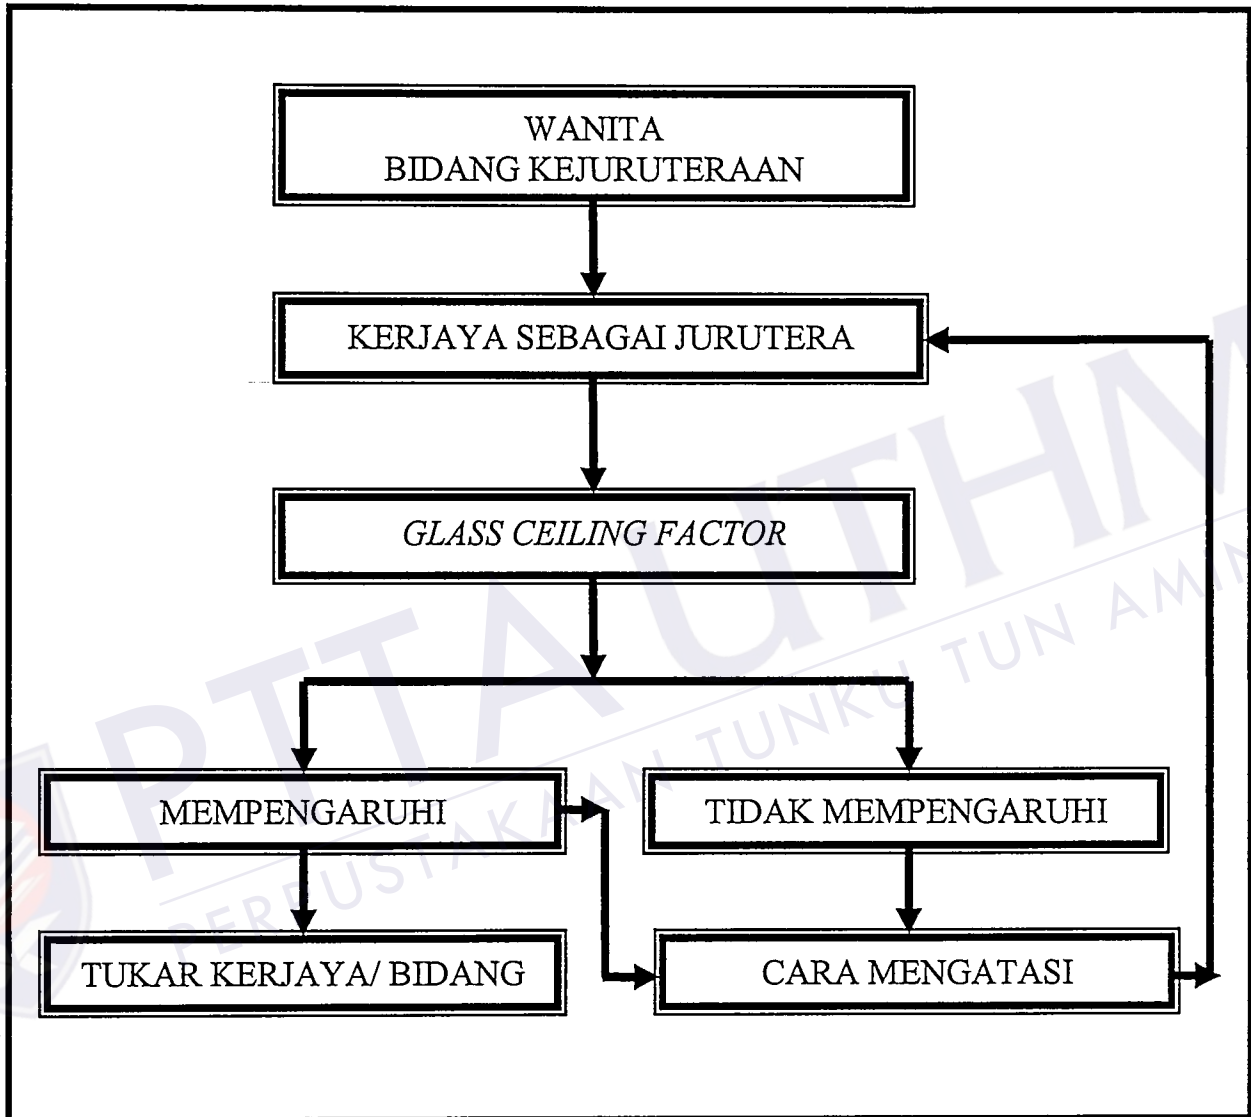 WANITA
BIDANG KEJURUTERAAN
KERJAYA SEBAGAI JURUTERA
GLASS CEILING FACTOR
MEMPENGARUHI
TIDAK MEMPENGARUHI
TUKAR KERJAYA/ BIDANG
CARA MENGATASI
PTTA UTHM
PERPUSTAKAAN TUNKU TUN AMIN